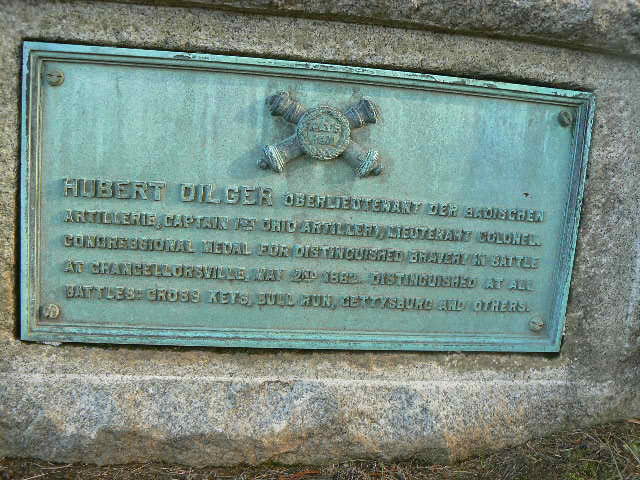 HUBERT DILGER OBERLIEUTENANT DER BADISCHEN
ARTILLERIE, CAPTAIN 1ST OHIO ARTILLERY, LIEUTENANT COLONEL.
CONGRESSIONAL MEDAL FOR DISTINGUISHED BRAVERY IN BATTLE
AT CHANCELLORSVILLE, MAY 2ND 1863. DISTINGUISHED AT ALL
BATTLES: CROSS KEYS, BULL RUN, GETTYSBURG AND OTHERS.